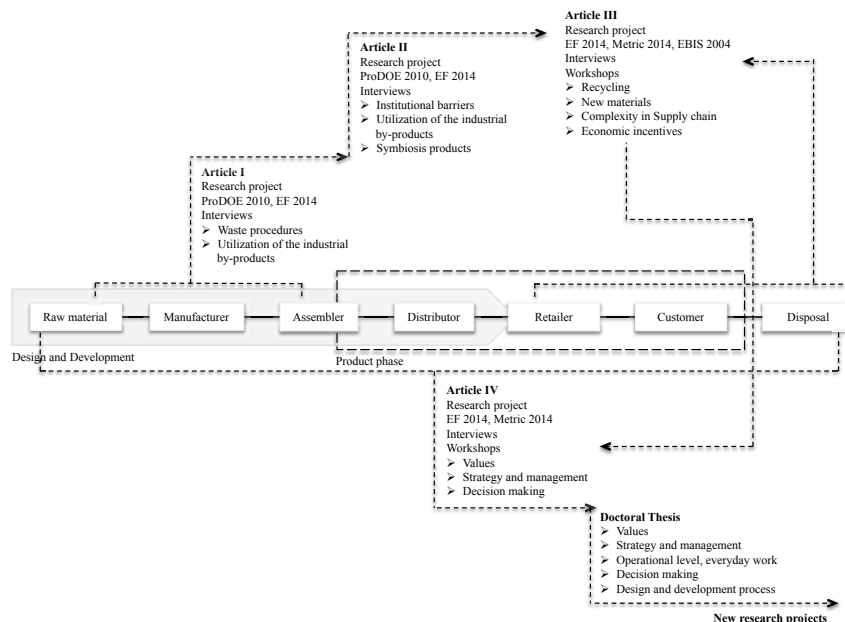 Article III
Research project
EF 2014, Metric 2014, EBIS 2004
Interviews
Workshops
➢ Recycling
➢ New materials
➢ Complexity in Supply chain
➢ Economic incentives
Article II
Research project
ProDOE 2010, EF 2014
Interviews
➢ Institutional barriers
➢ Utilization of the industrial
by-products
➢ Symbiosis products
Article I
Research project
ProDOE 2010, EF 2014
Interviews
➢ Waste procedures
➢ Utilization of the industrial
by-products
Raw material
Manufacturer
Assembler
Distributor
Retailer
Customer
Disposal
Design and Development
Product phase
Article IV
Research project
EF 2014, Metric 2014
Interviews
Workshops
➢ Values
➢ Strategy and management
➢ Decision making
Doctoral Thesis
➢ Values
➢ Strategy and management
➢ Operational level, everyday work
➢ Decision making
➢ Design and development process
New research projects